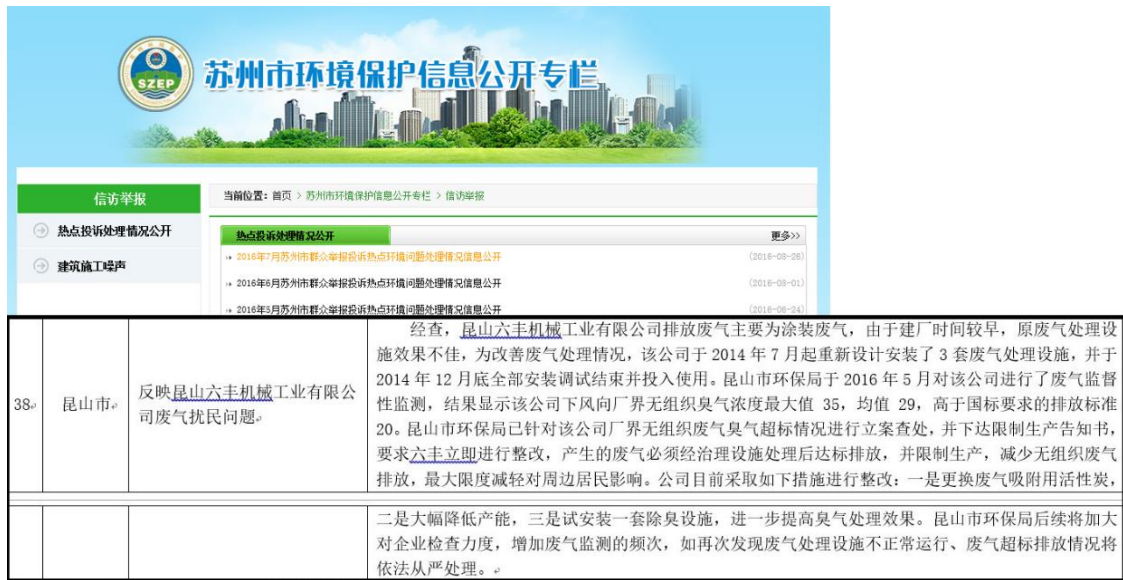 SZEP
苏州市环境保护信息公开专栏
信访举报
当前位置：首页 > 苏州市环境保护信息公开专栏 > 信访举报
热点投诉处理情况公开
建筑施工噪声
热点投诉处理情况公开 更多>>
2016年7月苏州市群众举报投诉热点环境问题处理情况信息公开 (2016-08-26)
2016年6月苏州市群众举报投诉热点环境问题处理情况信息公开 (2016-08-01)
2016年5月苏州市群众举报投诉热点环境问题处理情况信息公开 (2016-06-24)
38
昆山市
反映昆山六丰机械工业有限公
司废气扰民问题
经查，昆山六丰机械工业有限公司排放废气主要为涂装废气，由于建厂时间较早，原废气处理设
施效果不佳，为改善废气处理情况，该公司于 2014 年 7 月起重新设计安装了 3 套废气处理设施，并于
2014 年 12 月底全部安装调试结束并投入使用。昆山市环保局于 2016 年 5 月对该公司进行了废气监督
性监测，结果显示该公司下风向厂界无组织臭气浓度最大值 35，均值 29，高于国标要求的排放标准
20。昆山市环保局已针对该公司厂界无组织废气臭气超标情况进行立案查处，并下达限制生产告知书，
要求六丰立即进行整改，产生的废气必须经治理设施处理后达标排放，并限制生产，减少无组织废气
排放，最大限度减轻对周边居民影响。公司目前采取如下措施进行整改：一是更换废气吸附用活性炭，
二是大幅降低产能，三是试安装一套除臭设施，进一步提高臭气处理效果。昆山市环保局后续将加大
对企业检查力度，增加废气监测的频次，如再次发现废气处理设施不正常运行、废气超标排放情况将
依法从严处理。